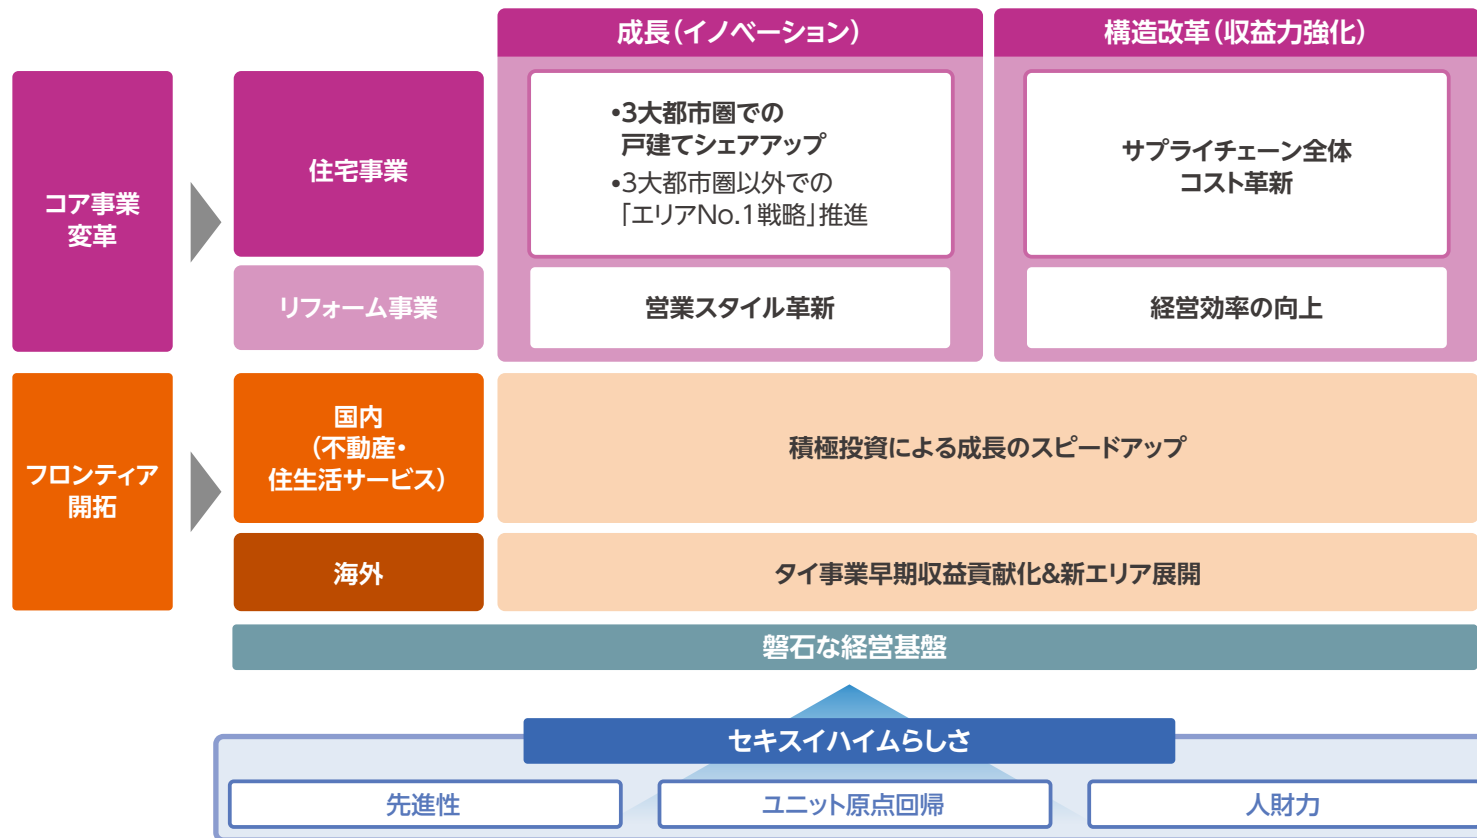 成長(イノベーション)
構造改革(収益力強化)
コア事業
変革
住宅事業
•3大都市圏での
戸建てシェアアップ
•3大都市圏以外での
「エリアNo.1戦略」推進
サプライチェーン全体
コスト革新
リフォーム事業
営業スタイル革新
経営効率の向上
フロンティア
開拓
国内
(不動産・
住生活サービス)
積極投資による成長のスピードアップ
海外
タイ事業早期収益貢献化&新エリア展開
磐石な経営基盤
セキスイハイムらしさ
先進性
ユニット原点回帰
人財力